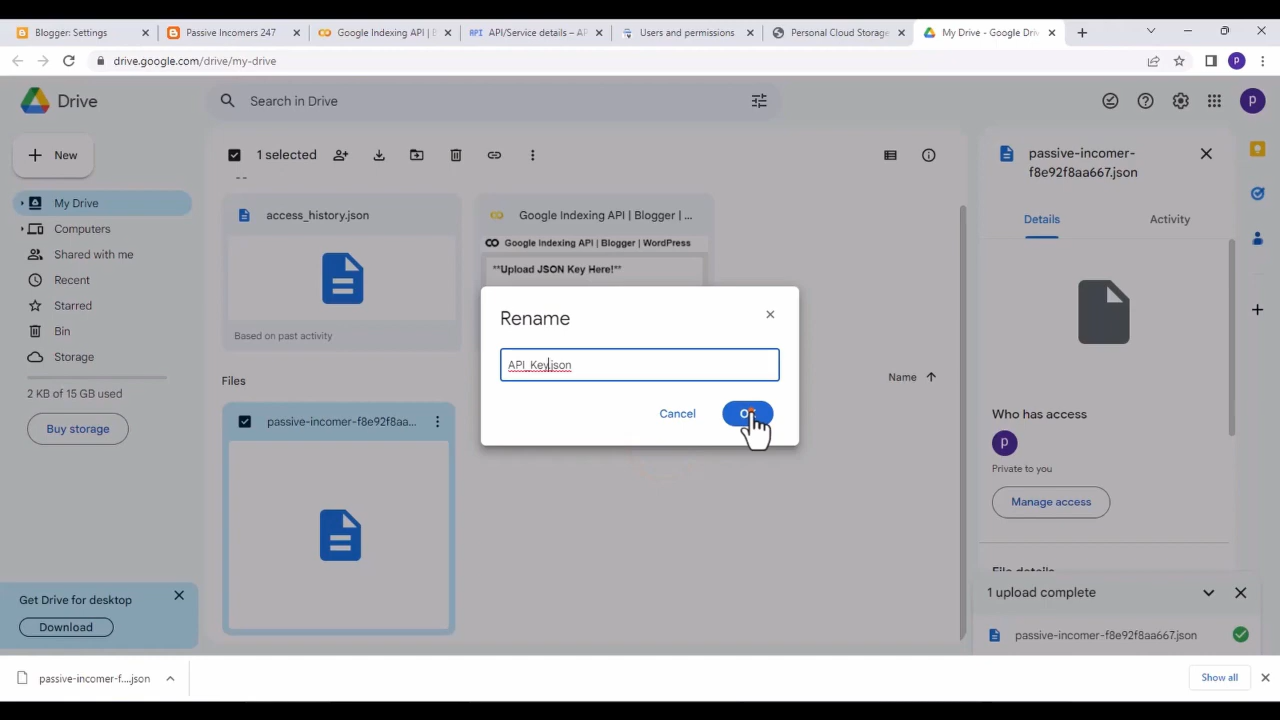 Blogger: Settings
Passive Incomers 247
Google Indexing API | B
API API/Service details – AP
Users and permissions
Personal Cloud Storage
My Drive - Google Driv
drive.google.com/drive/my-drive
p
Drive
Search in Drive
p
New
1 selected
passive-incomer-
f8e92f8aa667.json
My Drive
Computers
Shared with me
Recent
Starred
Bin
Storage
2 KB of 15 GB used
Buy storage
access_history.json
Based on past activity
Google Indexing API | Blogger | ...
Google Indexing API | Blogger | WordPress
**Upload JSON Key Here!**
Details
Activity
Rename
API_Key.json
Cancel
Files
Name
passive-incomer-f8e92f8aa...
Who has access
p
Private to you
Manage access
File details
Get Drive for desktop
Download
1 upload complete
passive-incomer-f8e92f8aa667.json
passive-incomer-f....json
Show all